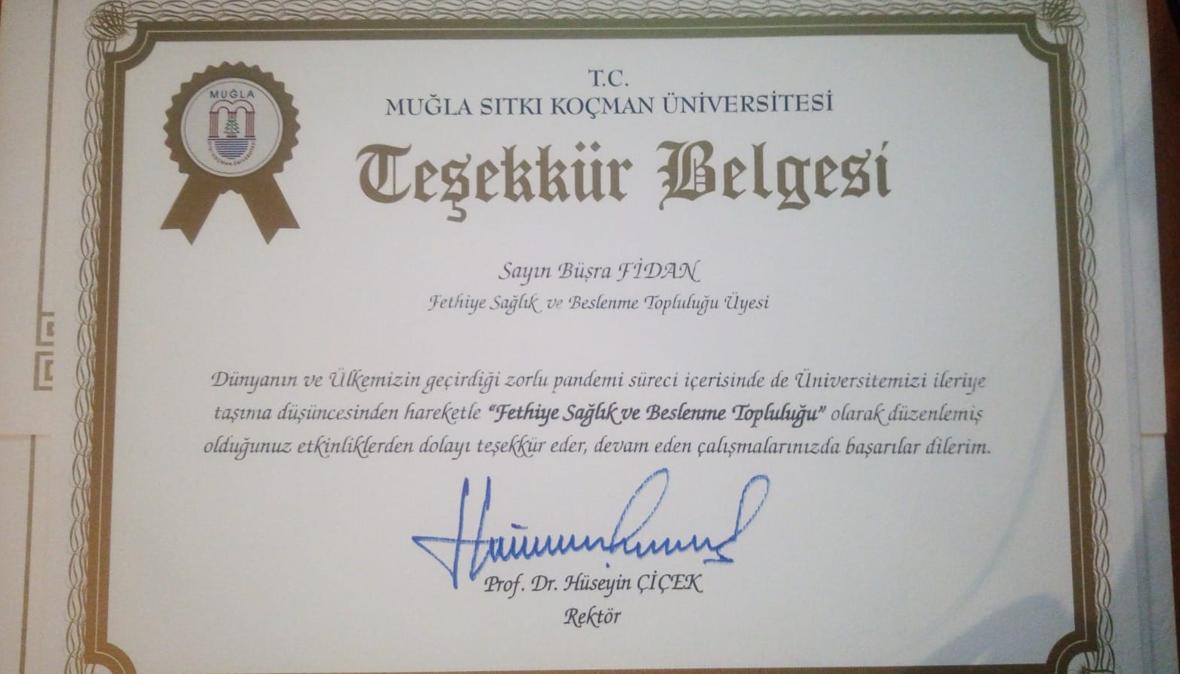 MUĞLA
T.C.
MUĞLA SITKI KOÇMAN ÜNİVERSİTESİ
Teşekkür Belgesi
Sayın Büşra FİDAN
Fethiye Sağlık ve Beslenme Topluluğu Üyesi
Dünyanın ve Ülkemizin geçirdiği zorlu pandemi süreci içerisinde de Üniversitemizi ileriye
taşıma düşüncesinden hareketle “Fethiye Sağlık ve Beslenme Topluluğu” olarak düzenlemiş
olduğunuz etkinliklerden dolayı teşekkür eder, devam eden çalışmalarınızda başarılar dilerim.
Prof. Dr. Hüseyin ÇİÇEK
Rektör